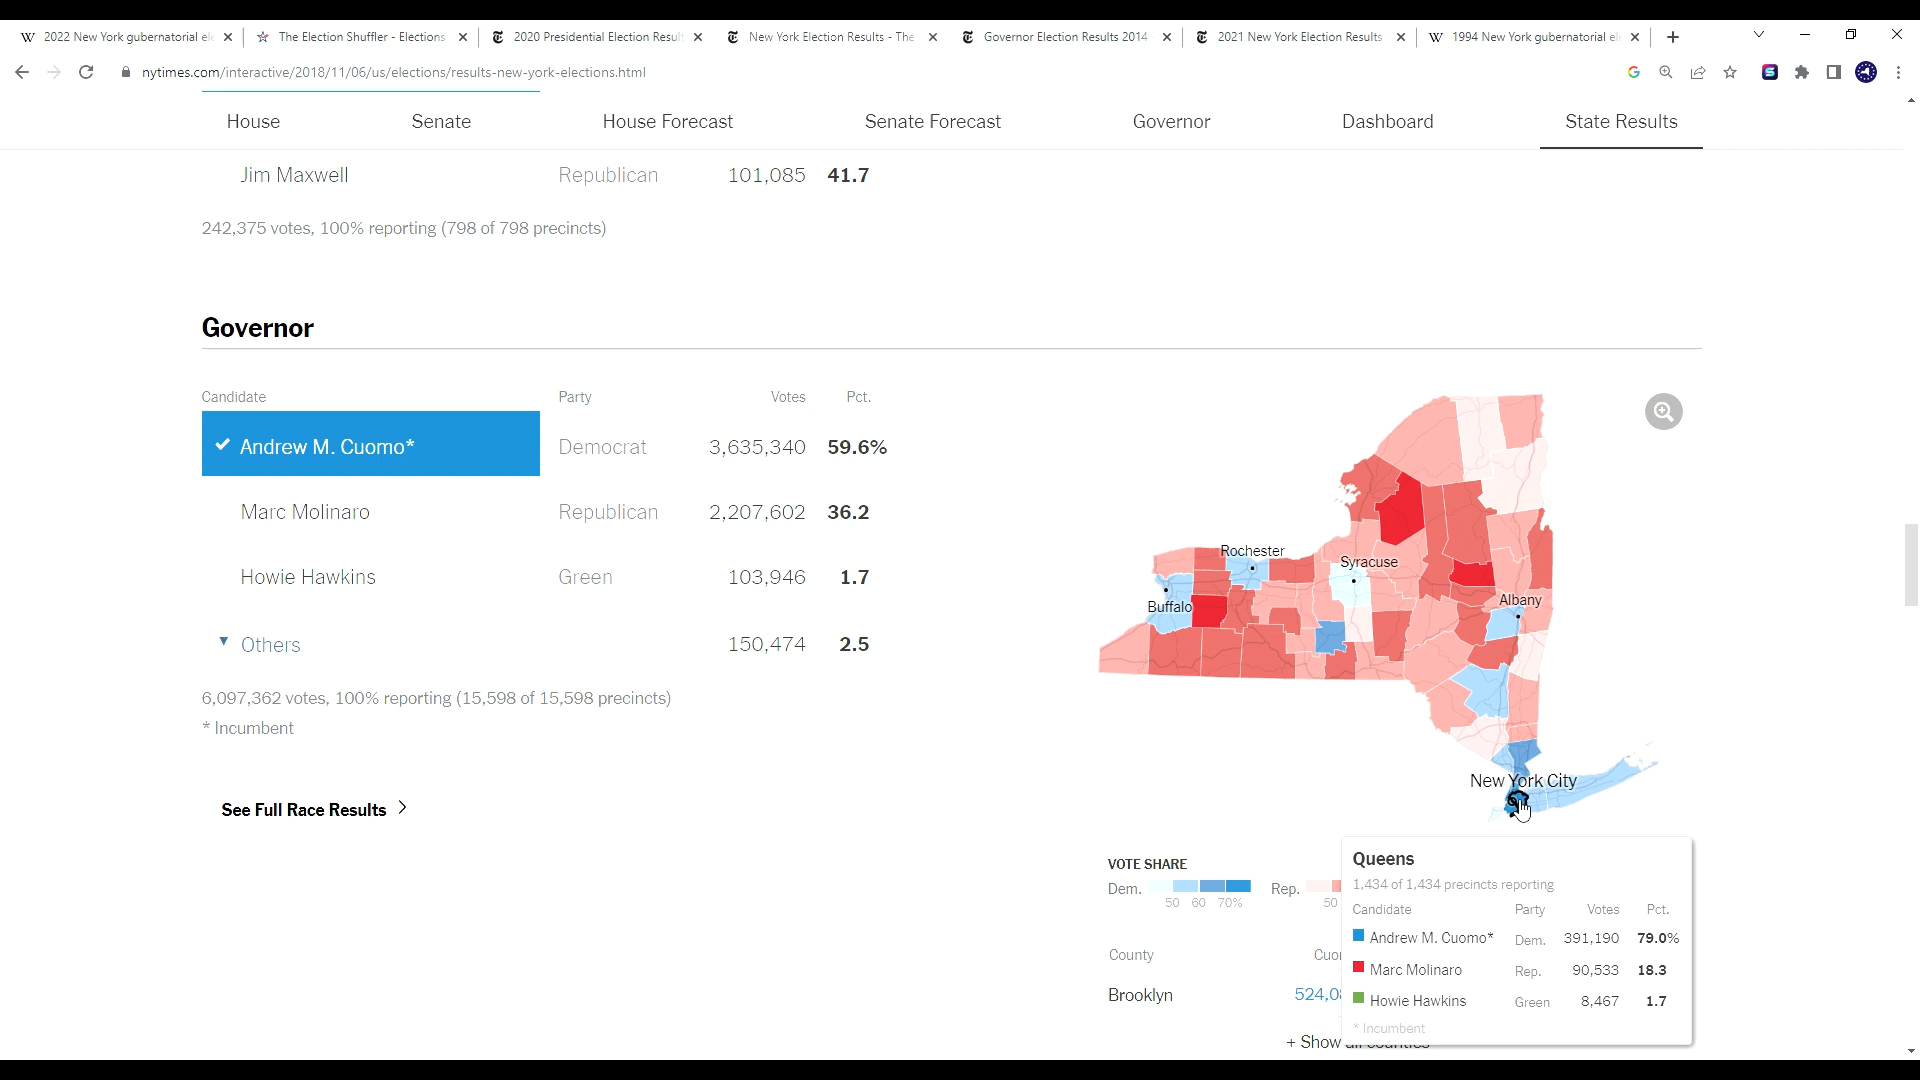 2022 New York gubernatorial el
The Election Shuffler - Elections
2020 Presidential Election Result
New York Election Results - The
Governor Election Results 2014 -
2021 New York Election Results
1994 New York gubernatorial el
nytimes.com/interactive/2018/11/06/us/elections/results-new-york-elections.html
House Senate House Forecast Senate Forecast Governor Dashboard State Results
Jim Maxwell Republican 101,085 41.7
242,375 votes, 100% reporting (798 of 798 precincts)
Governor
Candidate Party Votes Pct.
Andrew M. Cuomo* Democrat 3,635,340 59.6%
Marc Molinaro Republican 2,207,602 36.2
Howie Hawkins Green 103,946 1.7
Others 150,474 2.5
6,097,362 votes, 100% reporting (15,598 of 15,598 precincts)
* Incumbent
See Full Race Results
Rochester
Syracuse
Buffalo
Albany
New York City
VOTE SHARE
Dem. 50 60 70%
Rep. 50
County Cuo
Brooklyn 524,0
+ Show all counties
Queens
1,434 of 1,434 precincts reporting
Candidate Party Votes Pct.
Andrew M. Cuomo* Dem. 391,190 79.0%
Marc Molinaro Rep. 90,533 18.3
Howie Hawkins Green 8,467 1.7
* Incumbent